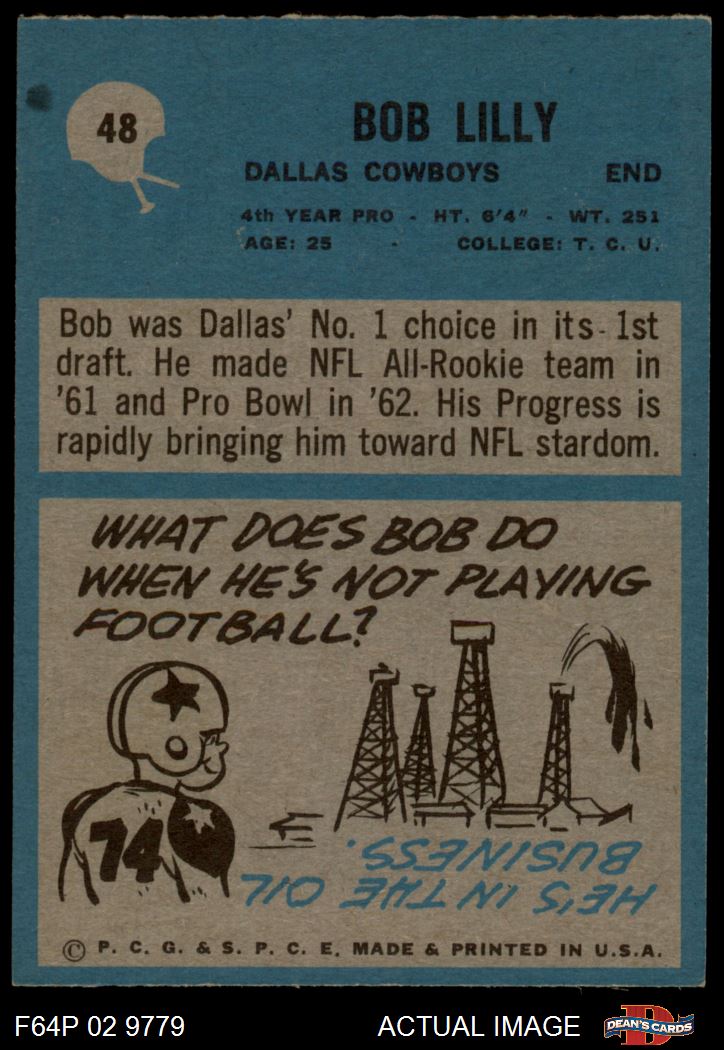 48
BOB LILLY
DALLAS COWBOYS END
4th YEAR PRO - HT. 6'4" - WT. 251
AGE: 25 - COLLEGE: T. C. U.
Bob was Dallas' No. 1 choice in its 1st
draft. He made NFL All-Rookie team in
'61 and Pro Bowl in '62. His Progress is
rapidly bringing him toward NFL stardom.
WHAT DOES BOB DO
WHEN HE'S NOT PLAYING
FOOTBALL?
74
HE'S IN THE OIL
BUSINESS.
© P. C. G. & S. P. C. E. MADE & PRINTED IN U.S.A.
F64P 02 9779 ACTUAL IMAGE
D
DEAN'S CARDS